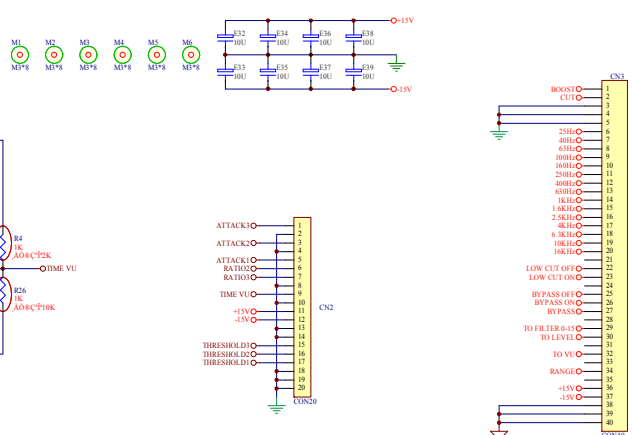 M1 M2 M3 M4 M5 M6
M3*8 M3*8 M3*8 M3*8 M3*8 M3*8
+15V
E32 E34 E36 E38
10U 10U 10U 10U
E33 E35 E37 E39
10U 10U 10U 10U
-15V
R4
1K
TIME VU
R26
1K
ATTACK3 1
2
ATTACK2 3
4
ATTACK1 5
RATIO2 6
RATIO3 7
8
TIME VU 9
10
+15V 11
-15V 12
13
14
THRESHOLD3 15
THRESHOLD2 16
THRESHOLD1 17
18
19
20
CN2
CON20
CN3
BOOST 1
CUT 2
3
4
5
25Hz 6
40Hz 7
63Hz 8
100Hz 9
160Hz 10
250Hz 11
400Hz 12
630Hz 13
1KHz 14
1.6KHz 15
2.5KHz 16
4KHz 17
6.3KHz 18
10KHz 19
16KHz 20
21
LOW CUT OFF 22
LOW CUT ON 23
24
BYPASS OFF 25
BYPASS ON 26
BYPASS 27
28
TO FILTER 0-15 29
TO LEVEL 30
31
TO VU 32
33
RANGE 34
35
+15V 36
-15V 37
38
39
40
CON40